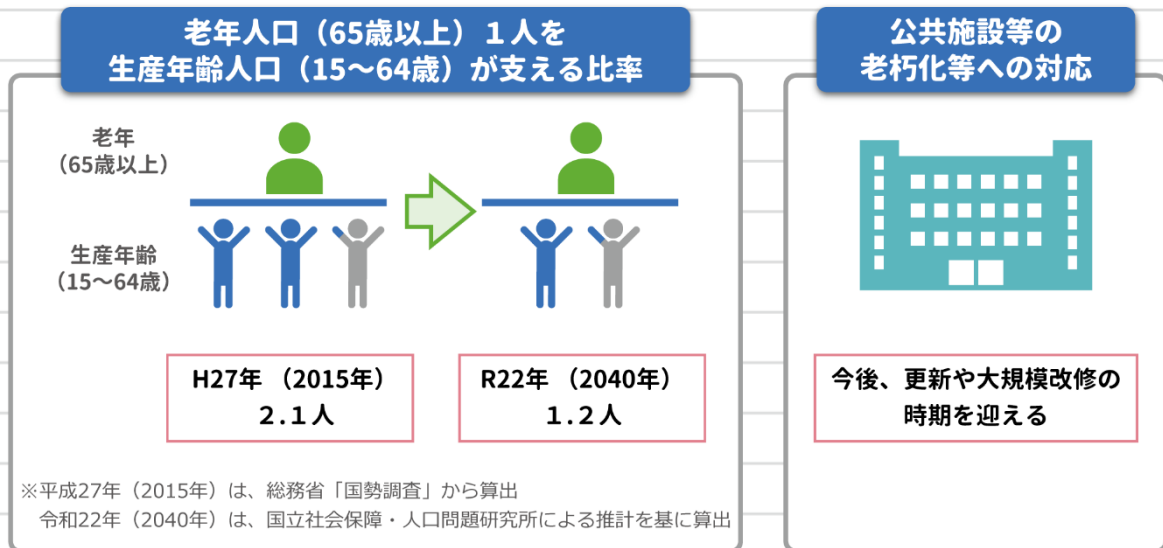 老年人口（65歳以上）１人を
生産年齢人口（15～64歳）が支える比率
老年
（65歳以上）
生産年齢
（15～64歳）
H27年（2015年）
２.１人
R22年（2040年）
１.２人
※平成27年（2015年）は、総務省「国勢調査」から算出
令和22年（2040年）は、国立社会保障・人口問題研究所による推計を基に算出
公共施設等の
老朽化等への対応
今後、更新や大規模改修の
時期を迎える